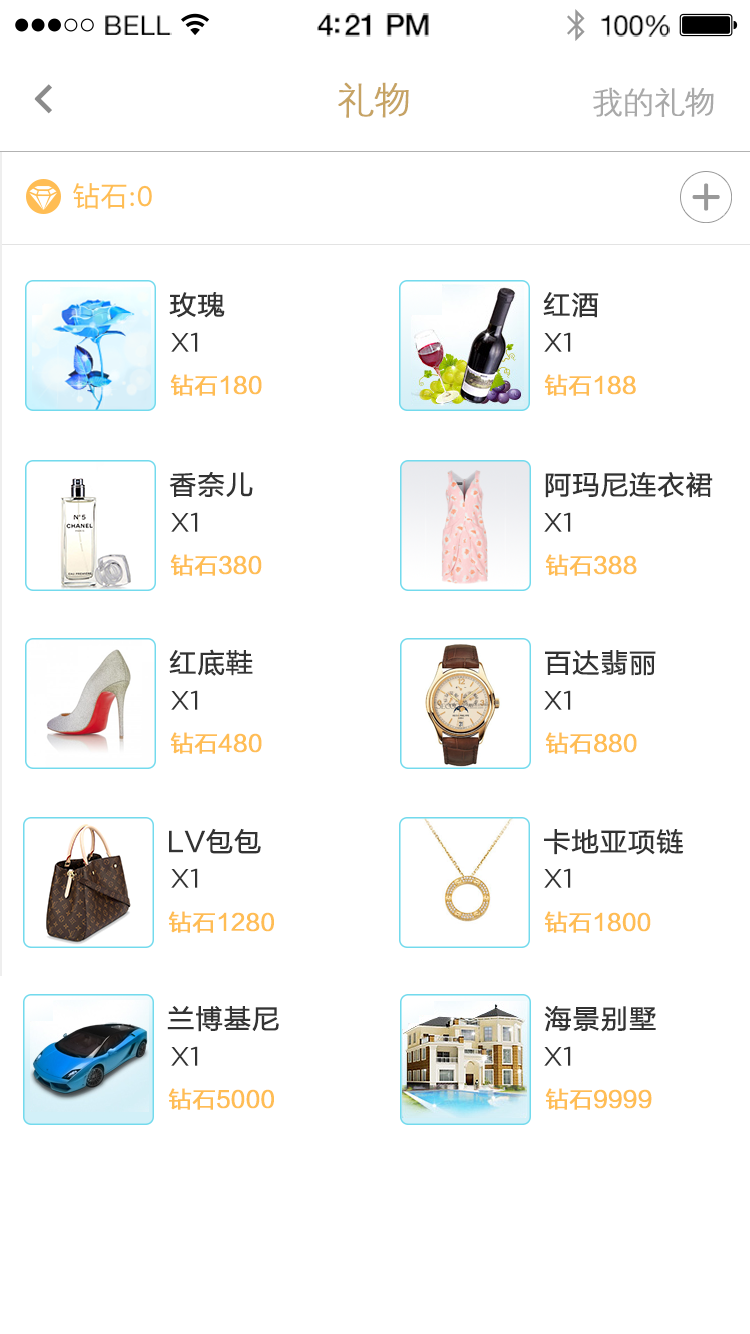 BELL 4:21 PM 100%
礼物 我的礼物
钻石:0
玫瑰
X1
钻石180
红酒
X1
钻石188
N°5
CHANEL
香奈儿
X1
钻石380
阿玛尼连衣裙
X1
钻石388
红底鞋
X1
钻石480
百达翡丽
X1
钻石880
LV包包
X1
钻石1280
卡地亚项链
X1
钻石1800
兰博基尼
X1
钻石5000
海景别墅
X1
钻石9999